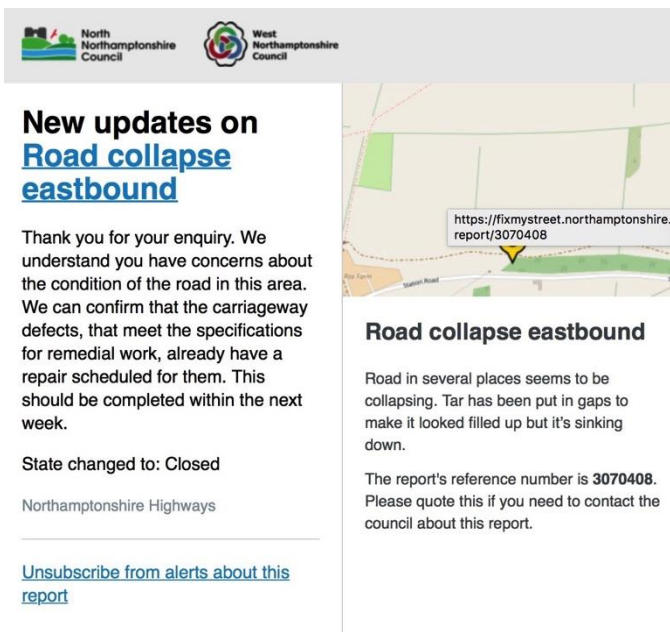 North
Northamptonshire
Council
West
Northamptonshire
Council
New updates on
Road collapse
eastbound
Thank you for your enquiry. We
understand you have concerns about
the condition of the road in this area.
We can confirm that the carriageway
defects, that meet the specifications
for remedial work, already have a
repair scheduled for them. This
should be completed within the next
week.
State changed to: Closed
Northamptonshire Highways
Unsubscribe from alerts about this
report
https://fixmystreet.northamptonshire.
report/3070408
Station Road
Road collapse eastbound
Road in several places seems to be
collapsing. Tar has been put in gaps to
make it looked filled up but it's sinking
down.
The report's reference number is 3070408.
Please quote this if you need to contact the
council about this report.